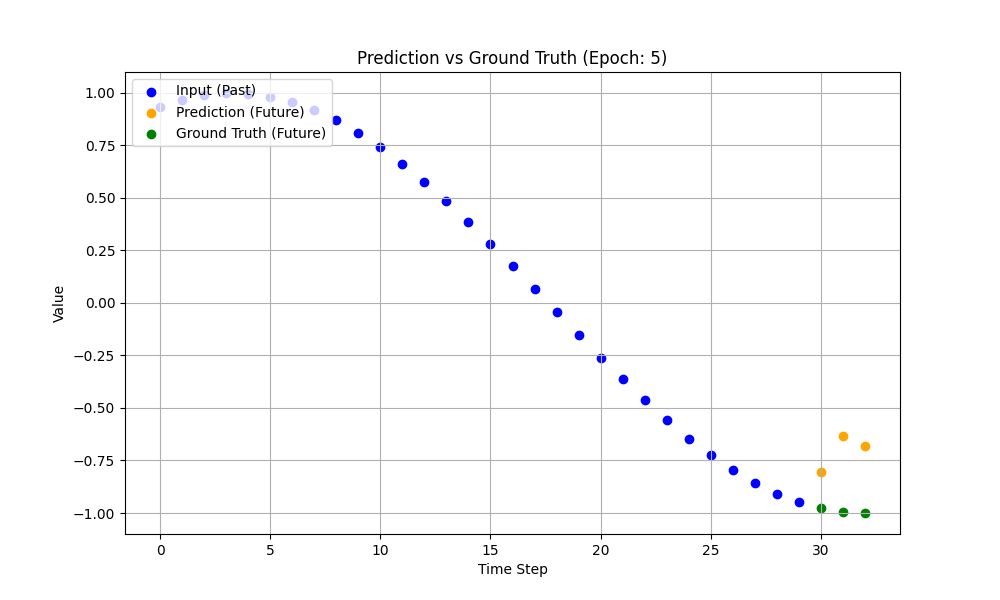 Prediction vs Ground Truth (Epoch: 5)
Input (Past)
Prediction (Future)
Ground Truth (Future)
1.00
0.75
0.50
0.25
0.00
−0.25
−0.50
−0.75
−1.00
Value
0 5 10 15 20 25 30
Time Step